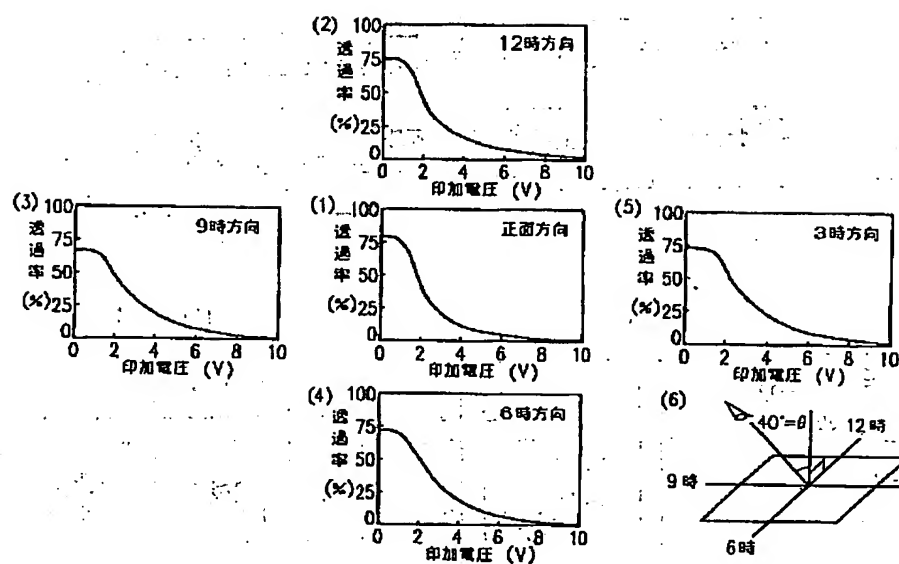 (2)
透過率(%)
100
75
50
25
0
12時方向
0 2 4 6 8 10
印加電圧 (V)
(3)
透過率(%)
100
75
50
25
0
9時方向
0 2 4 6 8 10
印加電圧 (V)
(1)
透過率(%)
100
75
50
25
0
正面方向
0 2 4 6 8 10
印加電圧 (V)
(5)
透過率(%)
100
75
50
25
0
3時方向
0 2 4 6 8 10
印加電圧 (V)
(4)
透過率(%)
100
75
50
25
0
6時方向
0 2 4 6 8 10
印加電圧 (V)
(6)
40°=θ
12時
9時
6時